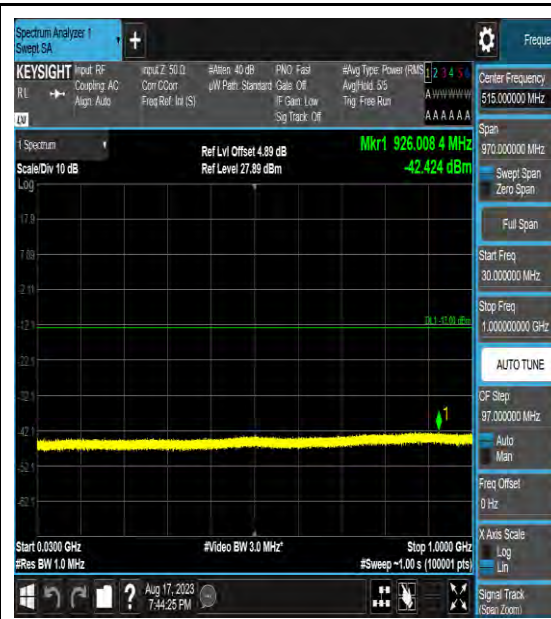 Spectrum Analyzer 1
Swept SA
+
Freque
KEYSIGHT
RL
LV
Input: RF
Coupling: AC
Align: Auto
Input Z: 50 Ω
Corr CCorr
Freq Ref: Int (S)
#Atten: 40 dB
µW Path: Standard
PNO: Fast
Gate: Off
IF Gain: Low
Sig Track: Off
#Avg Type: Power (RMS
Avg|Hold: 5/5
Trig: Free Run
1 2 3 4 5 6
A W W W W W
A A A A A A
1 Spectrum
Scale/Div 10 dB
Log
Ref Lvl Offset 4.89 dB
Ref Level 27.89 dBm
Mkr1 926.008 4 MHz
-42.424 dBm
17.9
7.89
-2.11
-12.1
-22.1
-32.1
-42.1
-52.1
-62.1
DL1 -13.00 dBm
1
Start 0.0300 GHz
#Res BW 1.0 MHz
#Video BW 3.0 MHz*
Stop 1.0000 GHz
#Sweep ~1.00 s (100001 pts)
?
Aug 17, 2023
7:44:25 PM
Center Frequency
515.000000 MHz
Span
970.000000 MHz
Swept Span
Zero Span
Full Span
Start Freq
30.000000 MHz
Stop Freq
1.000000000 GHz
AUTO TUNE
CF Step
97.000000 MHz
Auto
Man
Freq Offset
0 Hz
X Axis Scale
Log
Lin
Signal Track
(Span Zoom)